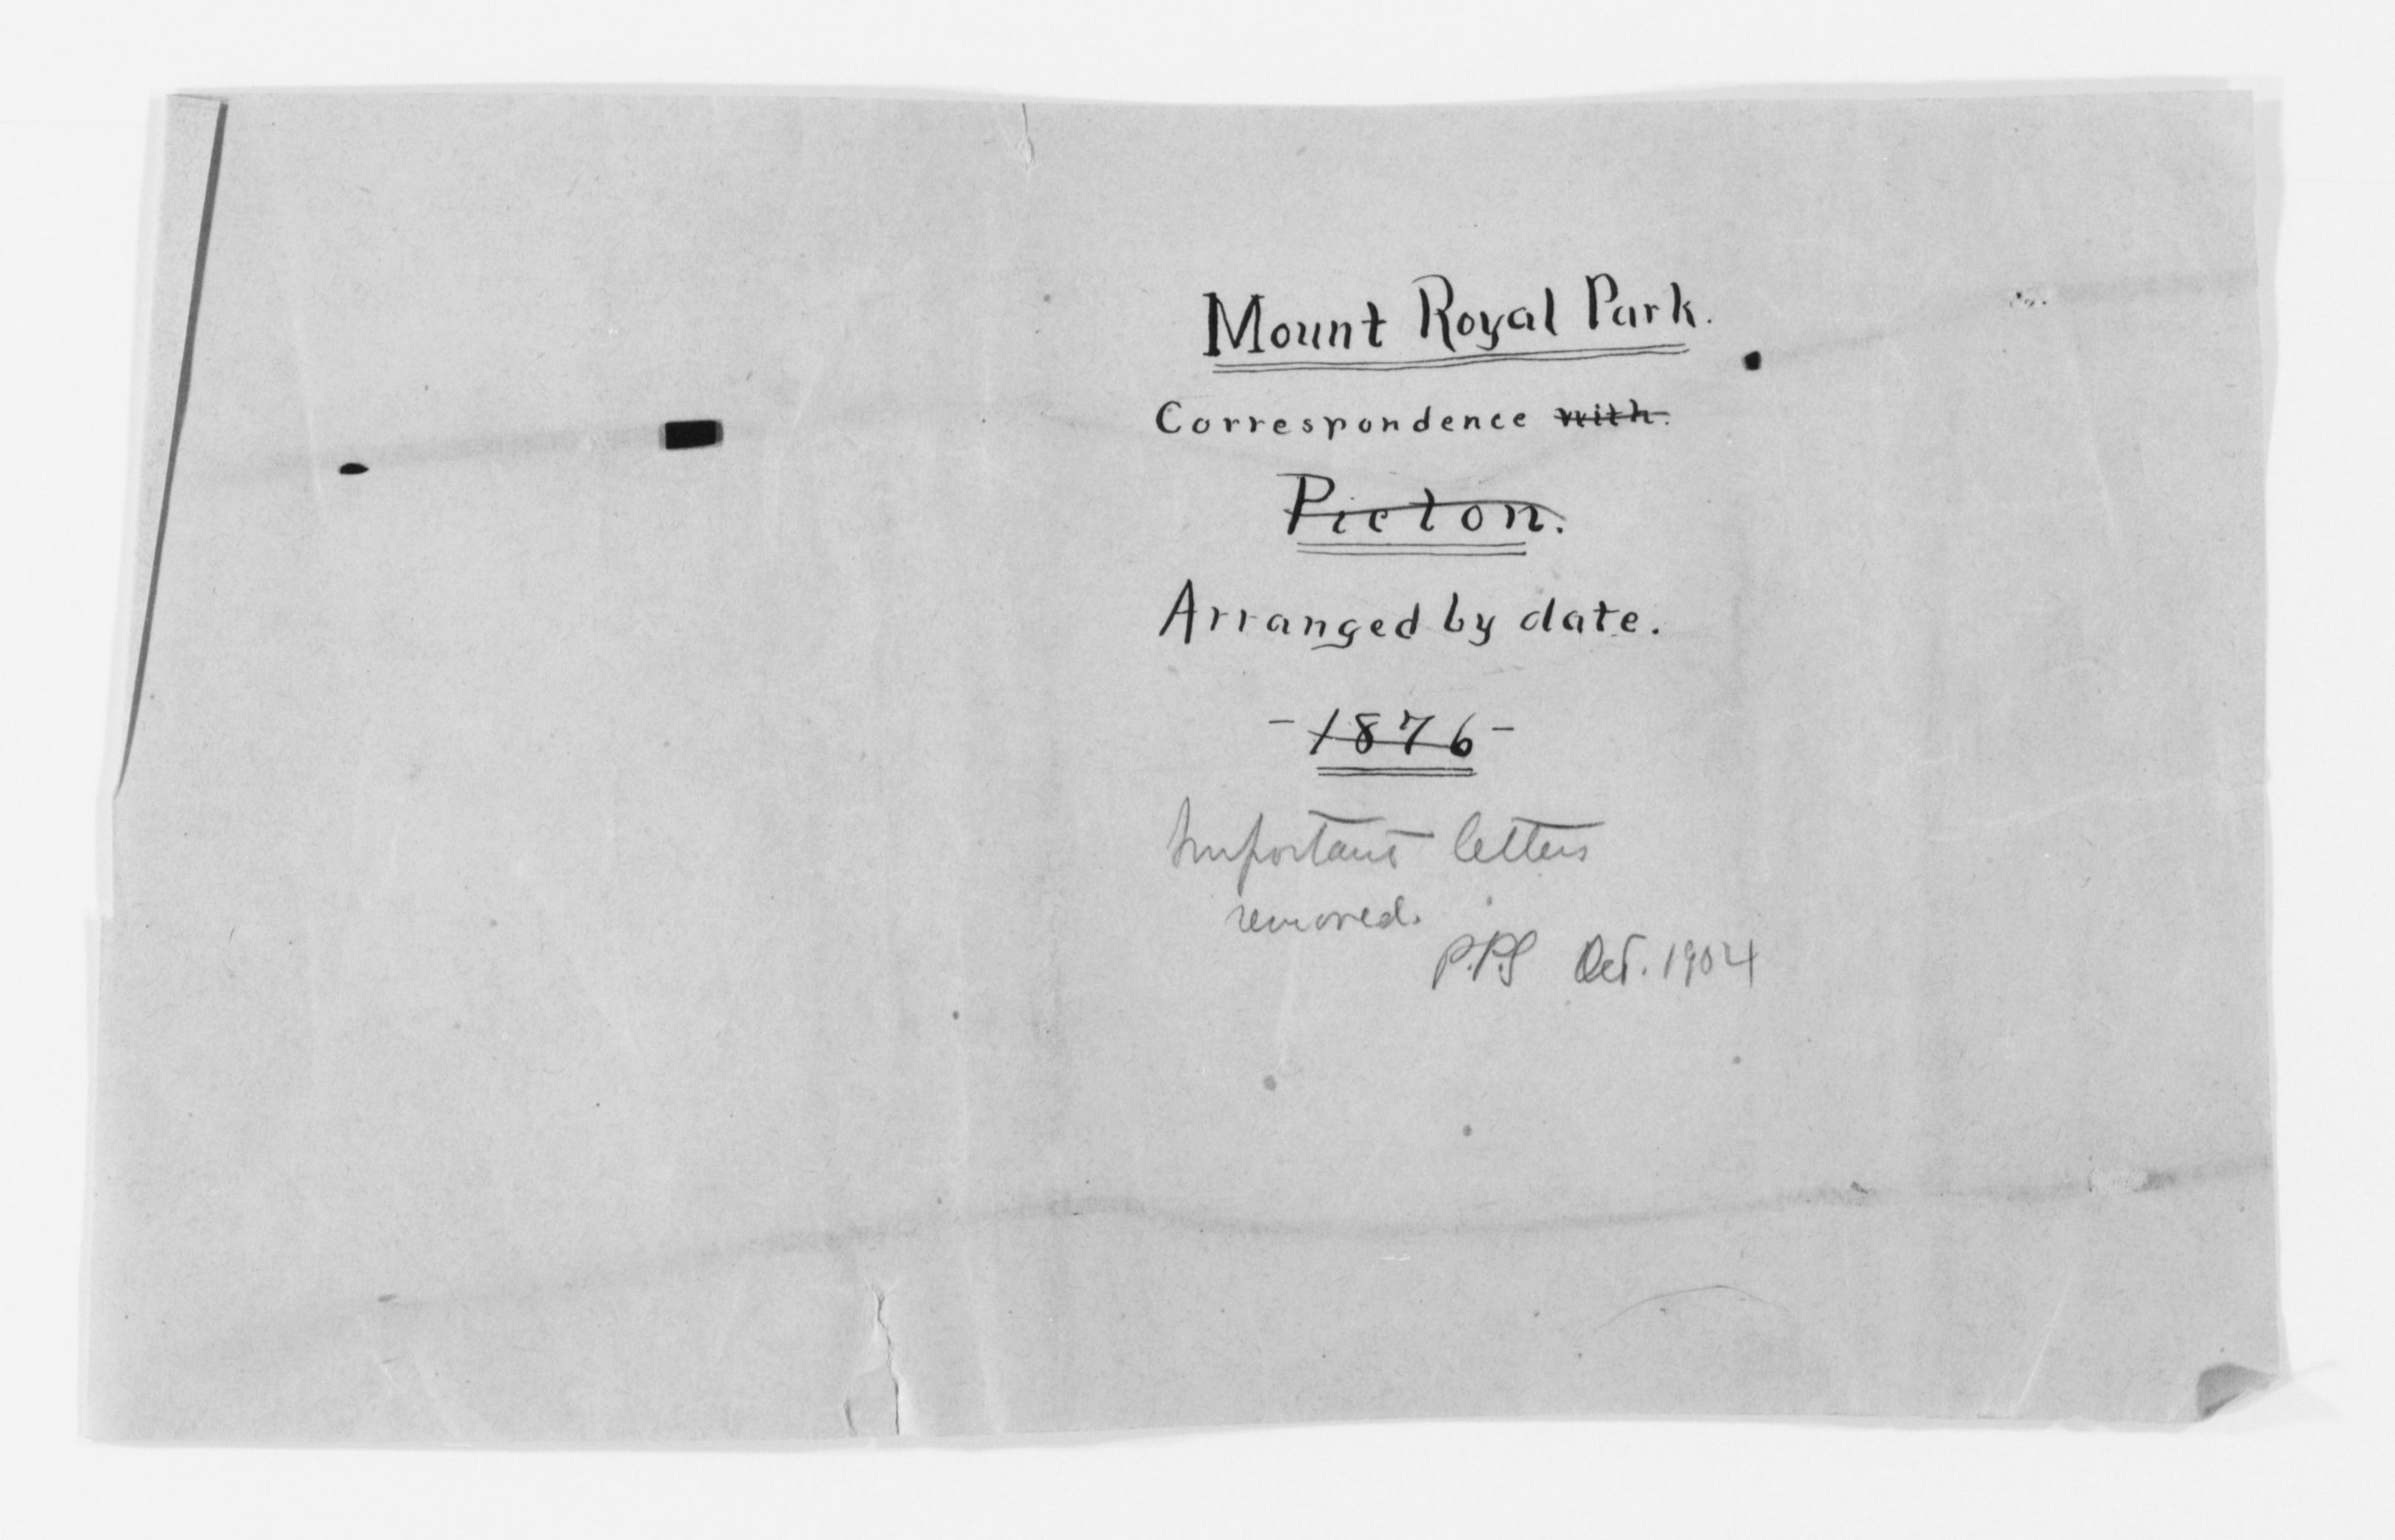 Mount Royal Park.
Correspondence with.
Picton.
Arranged by date.
- 1876 -
Important letters
removed.
P.P.S Oct. 1904